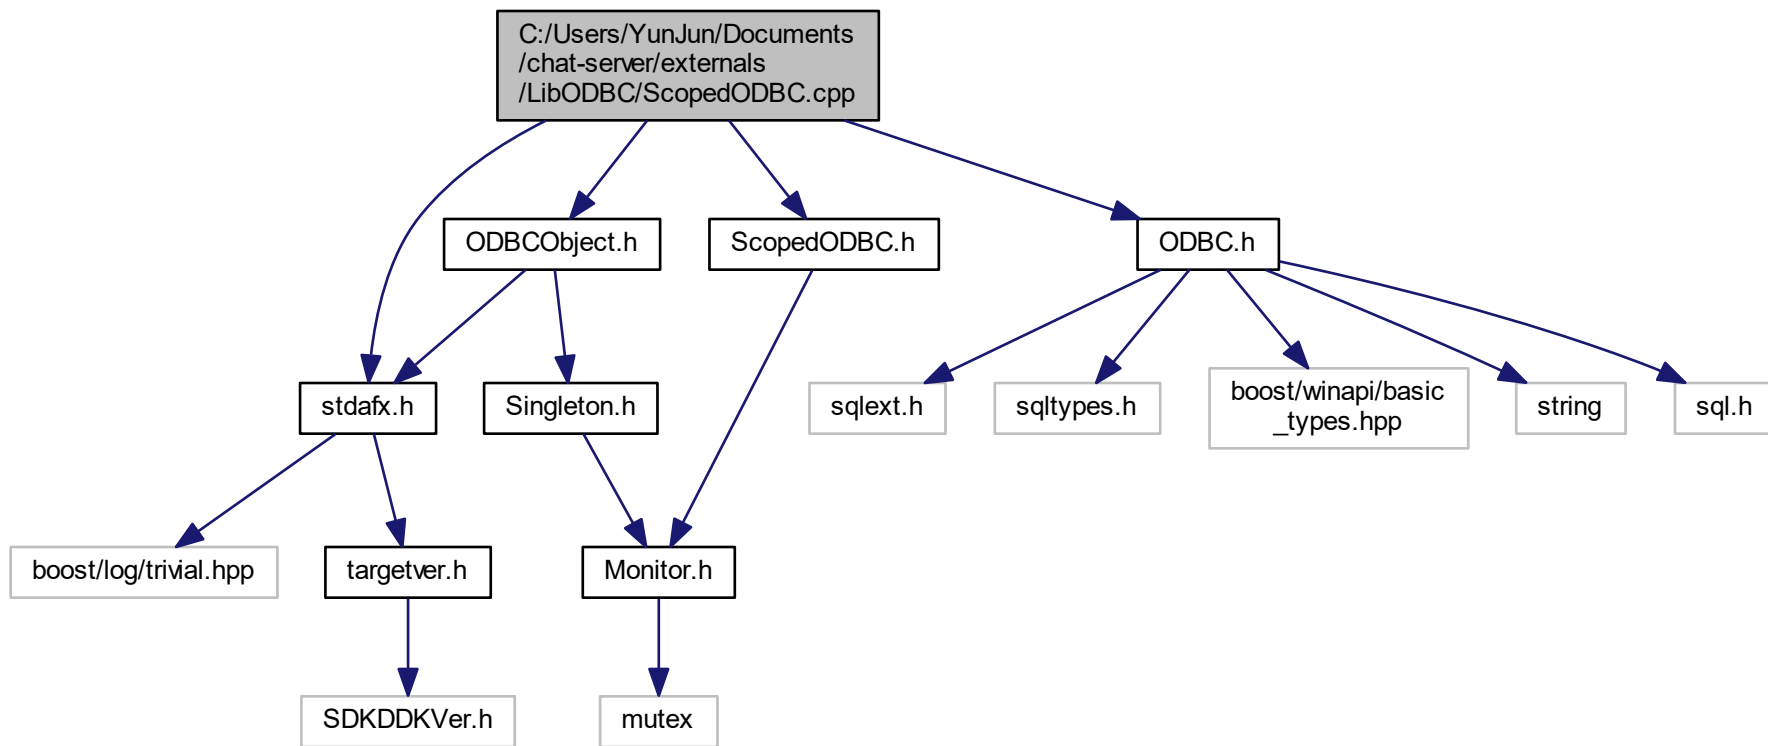 C:/Users/YunJun/Documents
/chat-server/externals
/LibODBC/ScopedODBC.cpp
ODBCObject.h
ScopedODBC.h
ODBC.h
stdafx.h
Singleton.h
sqlext.h
sqltypes.h
boost/winapi/basic
_types.hpp
string
sql.h
boost/log/trivial.hpp
targetver.h
Monitor.h
SDKDDKVer.h
mutex